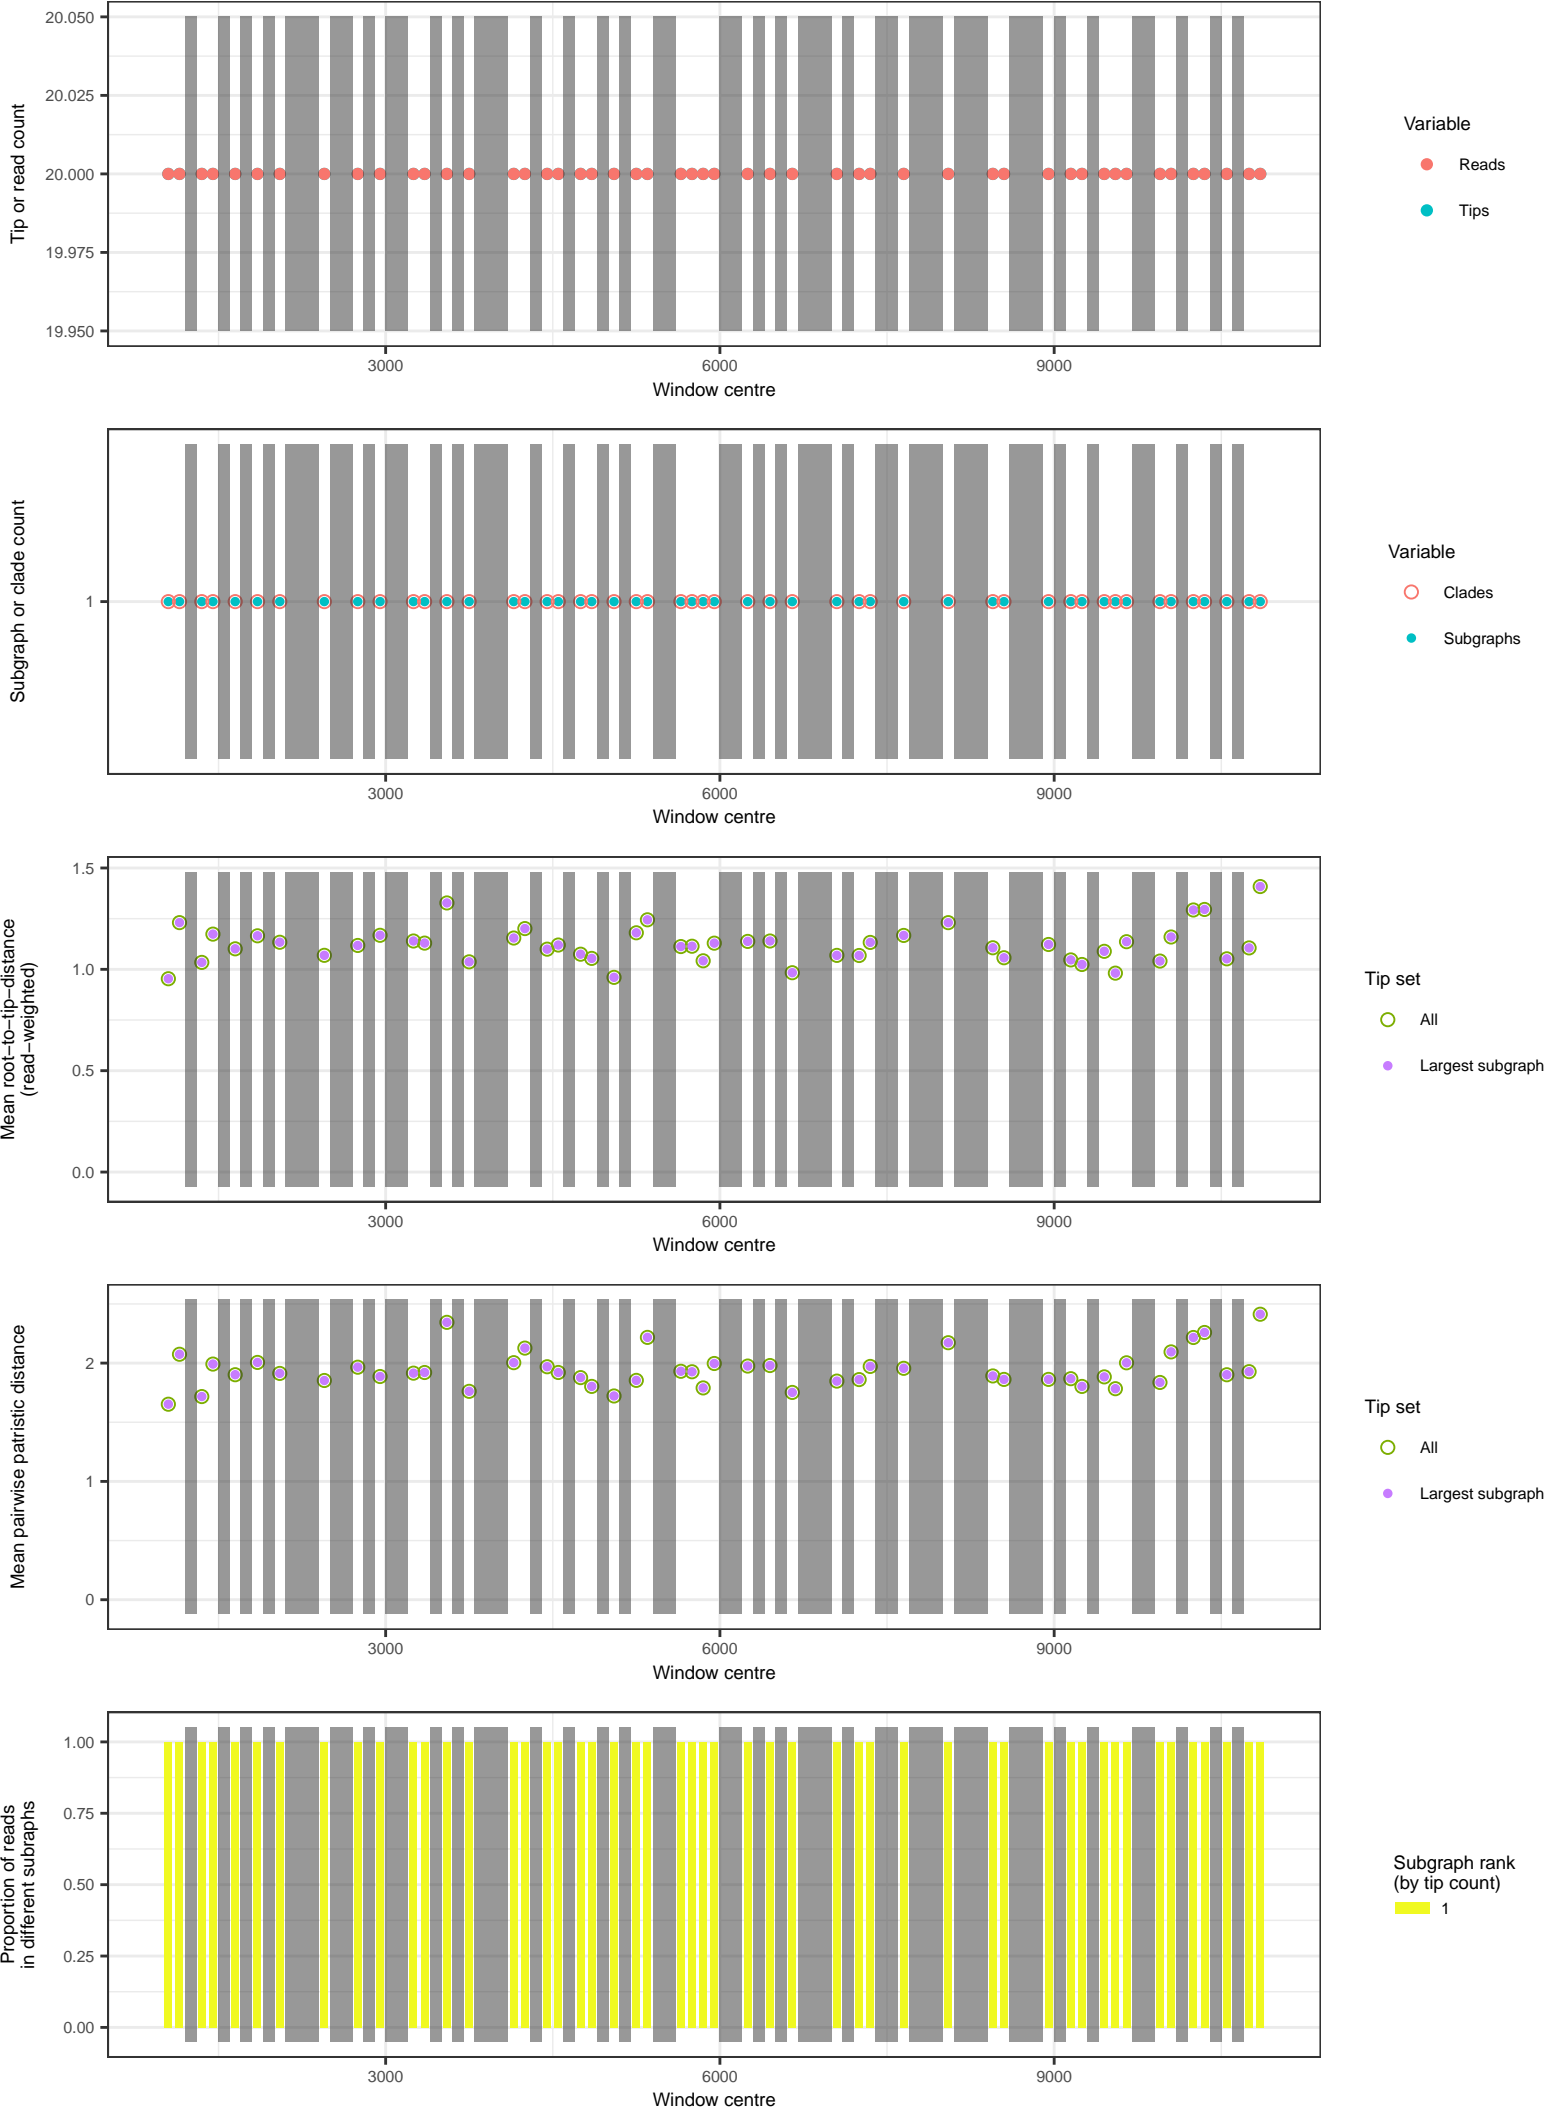 20.050
20.025
20.000
19.975
19.950
Tip or read count
3000
6000
9000
Window centre
Variable
Reads
Tips
1
Subgraph or clade count
3000
6000
9000
Window centre
Variable
Clades
Subgraphs
1.5
1.0
0.5
0.0
Mean root−to−tip−distance
(read−weighted)
3000
6000
9000
Window centre
Tip set
All
Largest subgraph
2
1
0
Mean pairwise patristic distance
3000
6000
9000
Window centre
Tip set
All
Largest subgraph
1.00
0.75
0.50
0.25
0.00
Proportion of reads
in different subraphs
3000
6000
9000
Window centre
Subgraph rank
(by tip count)
1